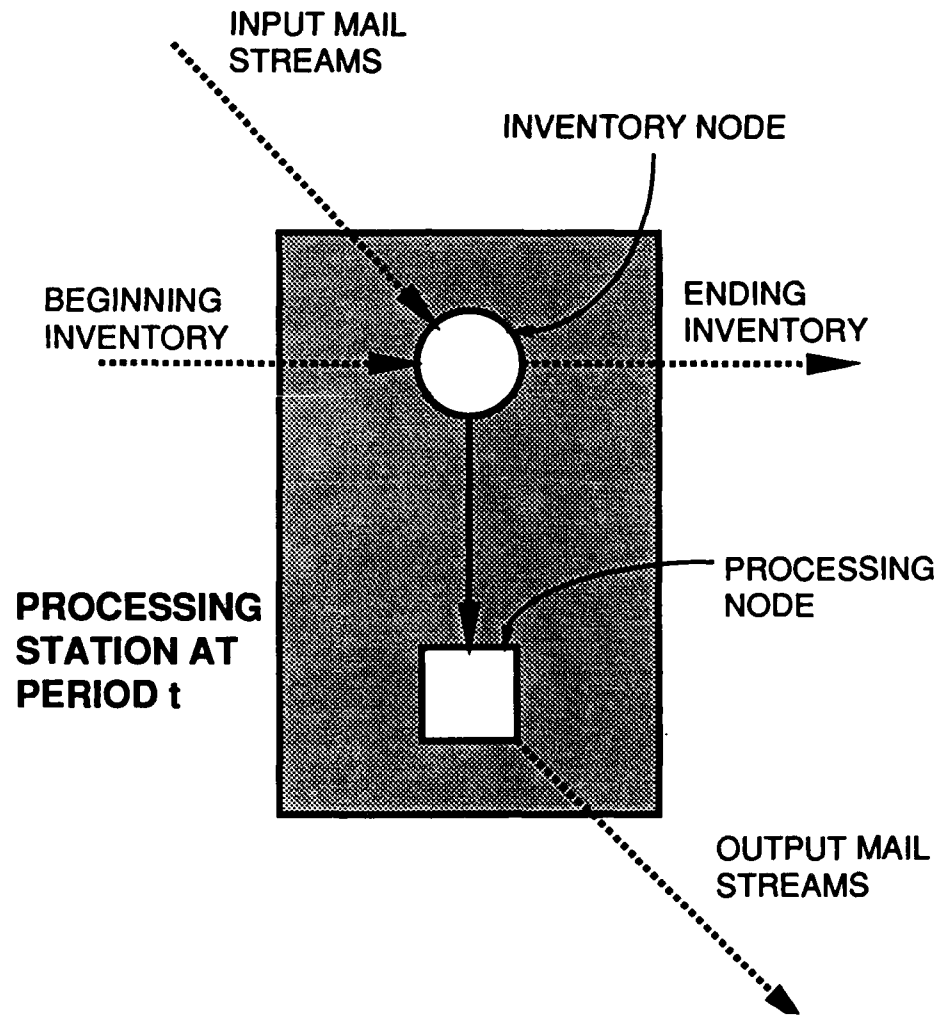 INPUT MAIL
STREAMS
INVENTORY NODE
BEGINNING
INVENTORY
ENDING
INVENTORY
PROCESSING
NODE
PROCESSING
STATION AT
PERIOD t
OUTPUT MAIL
STREAMS